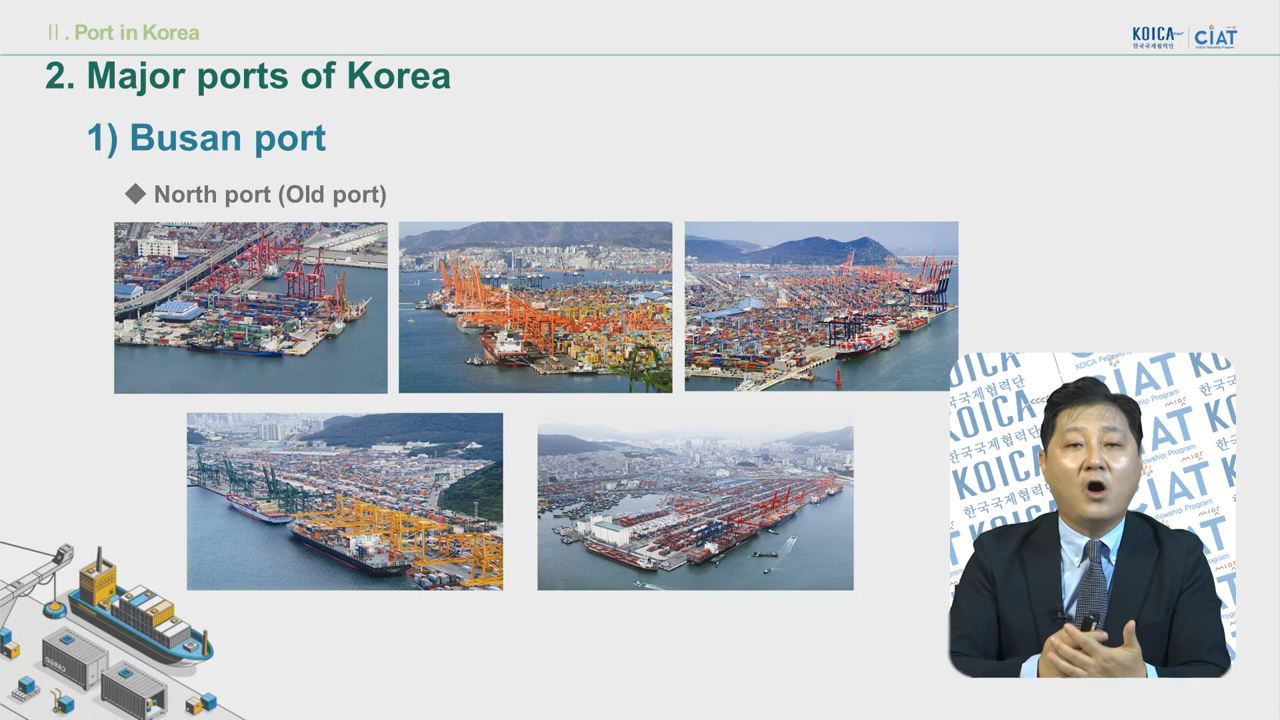 Ⅱ. Port in Korea
KOICA
한국국제협력단
CIAT
KOICA Fellowship Program
2. Major ports of Korea
1) Busan port
◆ North port (Old port)
KOICA
한국국제협력단
CIAT
씨앗
Fellowship Program